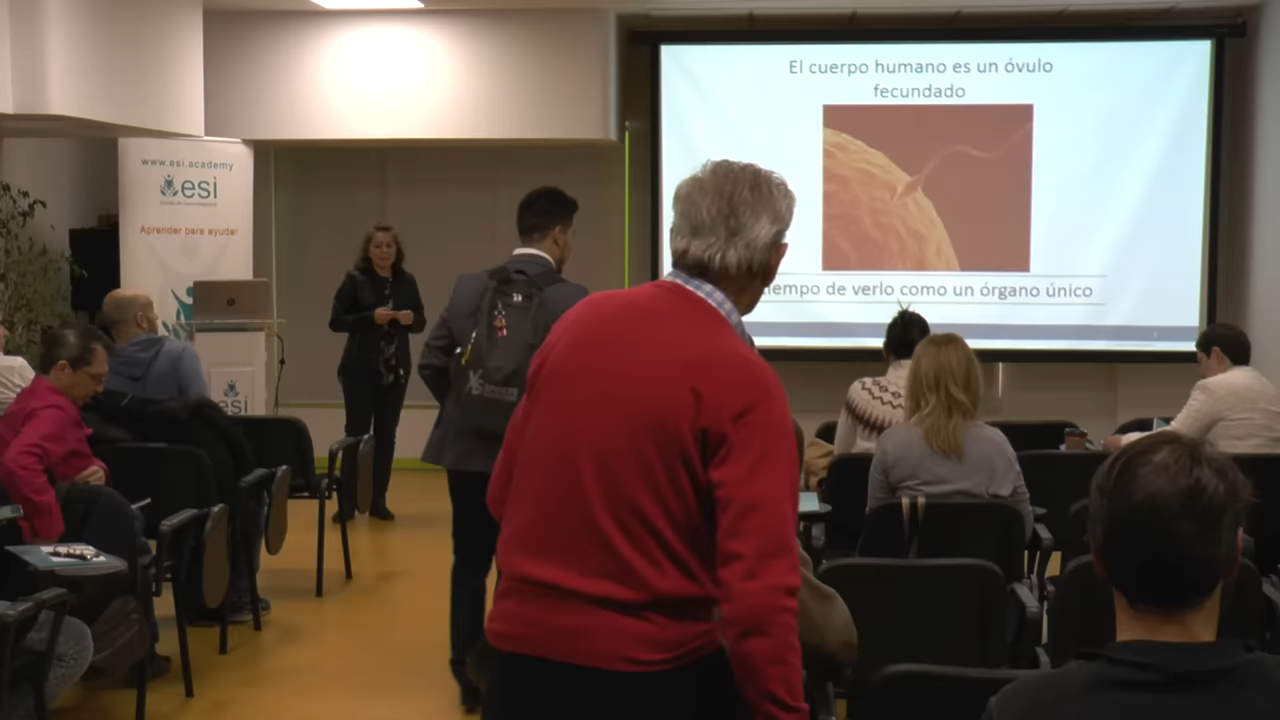 El cuerpo humano es un óvulo
fecundado
tiempo de verlo como un órgano único
www.esi.academy
esi
Aprender para ayudar
esi